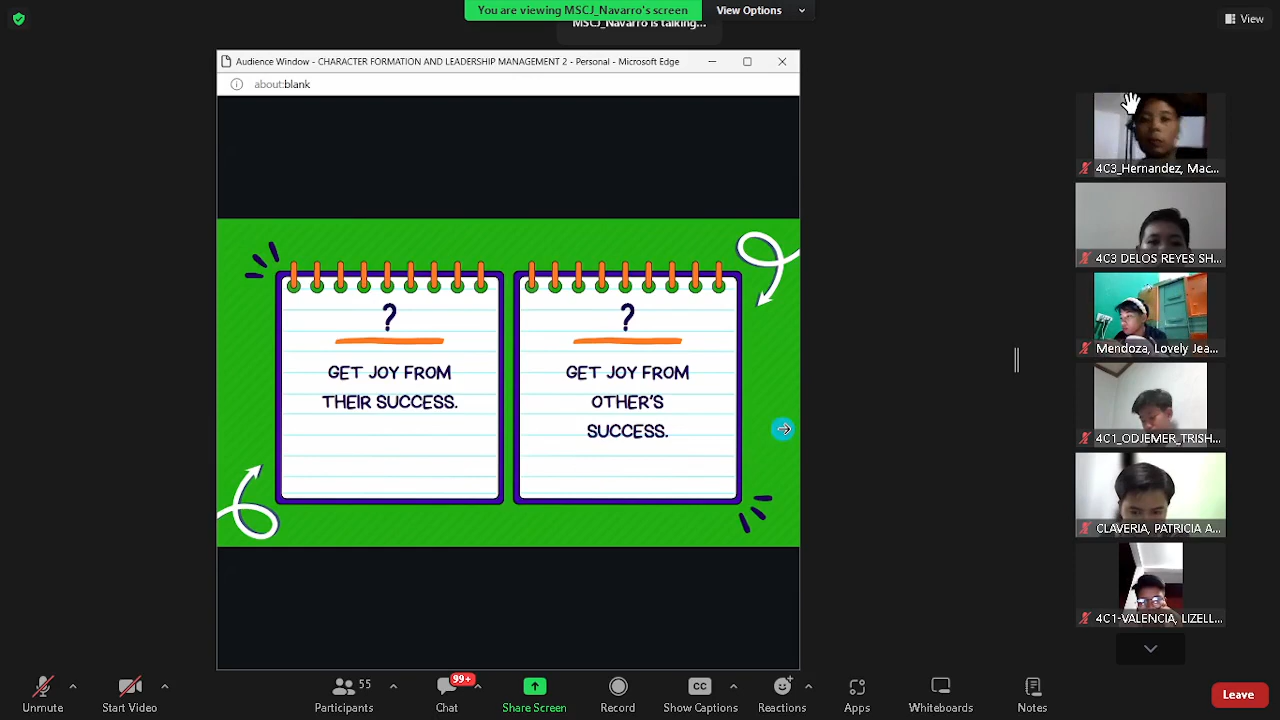 You are viewing MSCJ_Navarro's screen
View Options
MSCJ_Navarro is talking...
View
Audience Window - CHARACTER FORMATION AND LEADERSHIP MANAGEMENT 2 - Personal - Microsoft Edge
about:blank
?
GET JOY FROM
THEIR SUCCESS.
?
GET JOY FROM
OTHER'S
SUCCESS.
4C3_Hernandez, Mac...
4C3 DELOS REYES SH...
Mendoza, Lovely Jea...
4C1_ODJEMER_TRISH...
CLAVERIA, PATRICIA A...
4C1-VALENCIA, LIZELL...
Unmute
Start Video
55
Participants
99+
Chat
Share Screen
Record
CC
Show Captions
Reactions
Apps
Whiteboards
Notes
Leave